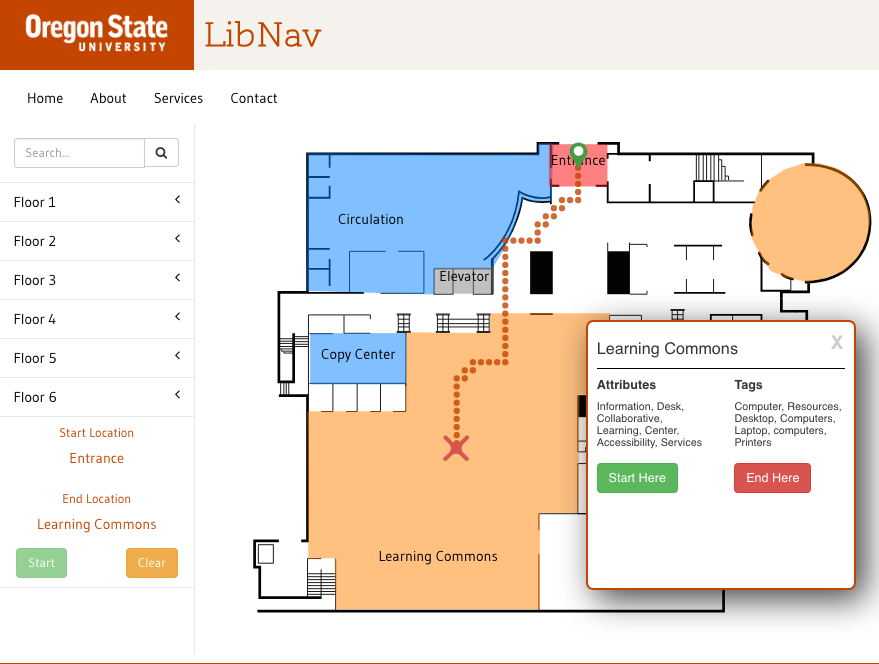 Oregon State
UNIVERSITY
LibNav
Home About Services Contact
Search...
Floor 1
Floor 2
Floor 3
Floor 4
Floor 5
Floor 6
Start Location
Entrance
End Location
Learning Commons
Start Clear
Entrance
Circulation
Elevator
Copy Center
Learning Commons
Learning Commons
X
Attributes
Information, Desk,
Collaborative,
Learning, Center,
Accessibility, Services
Start Here
Tags
Computer, Resources,
Desktop, Computers,
Laptop, computers,
Printers
End Here